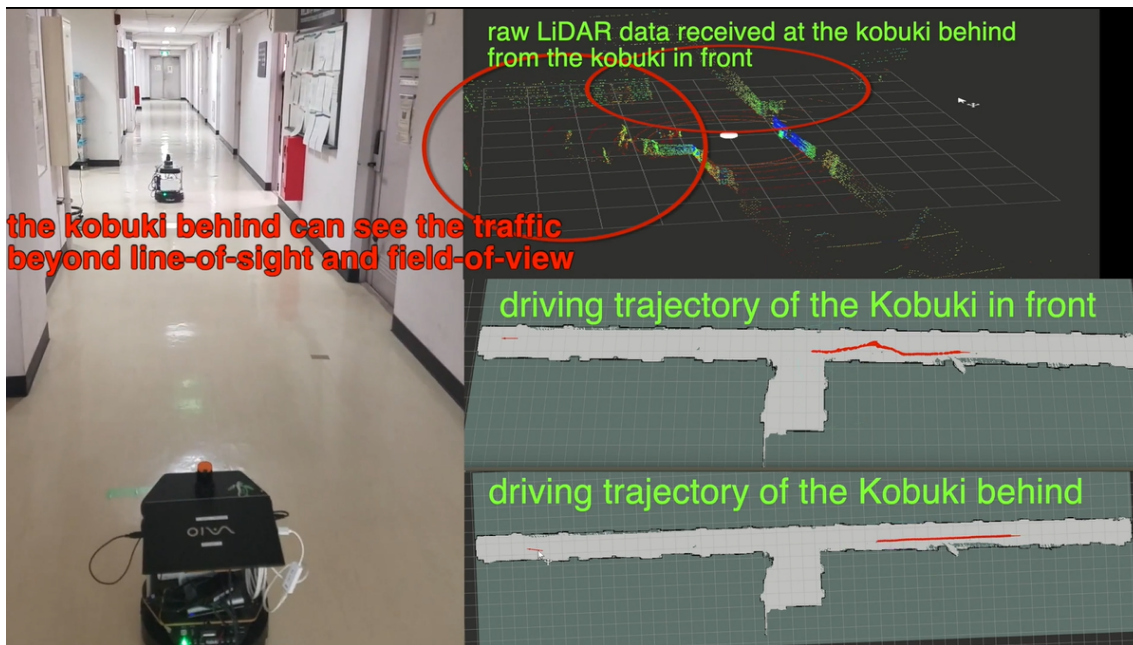 raw LiDAR data received at the kobuki behind
from the kobuki in front
the kobuki behind can see the traffic
beyond line-of-sight and field-of-view
driving trajectory of the Kobuki in front
driving trajectory of the Kobuki behind
VAIO